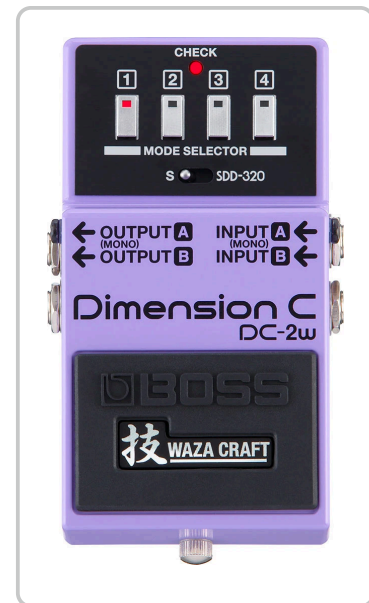 CHECK
1 2 3 4
MODE SELECTOR
S SDD-320
OUTPUT A INPUT A
(MONO) (MONO)
OUTPUT B INPUT B
Dimension C
DC-2w
BOSS
技 WAZA CRAFT